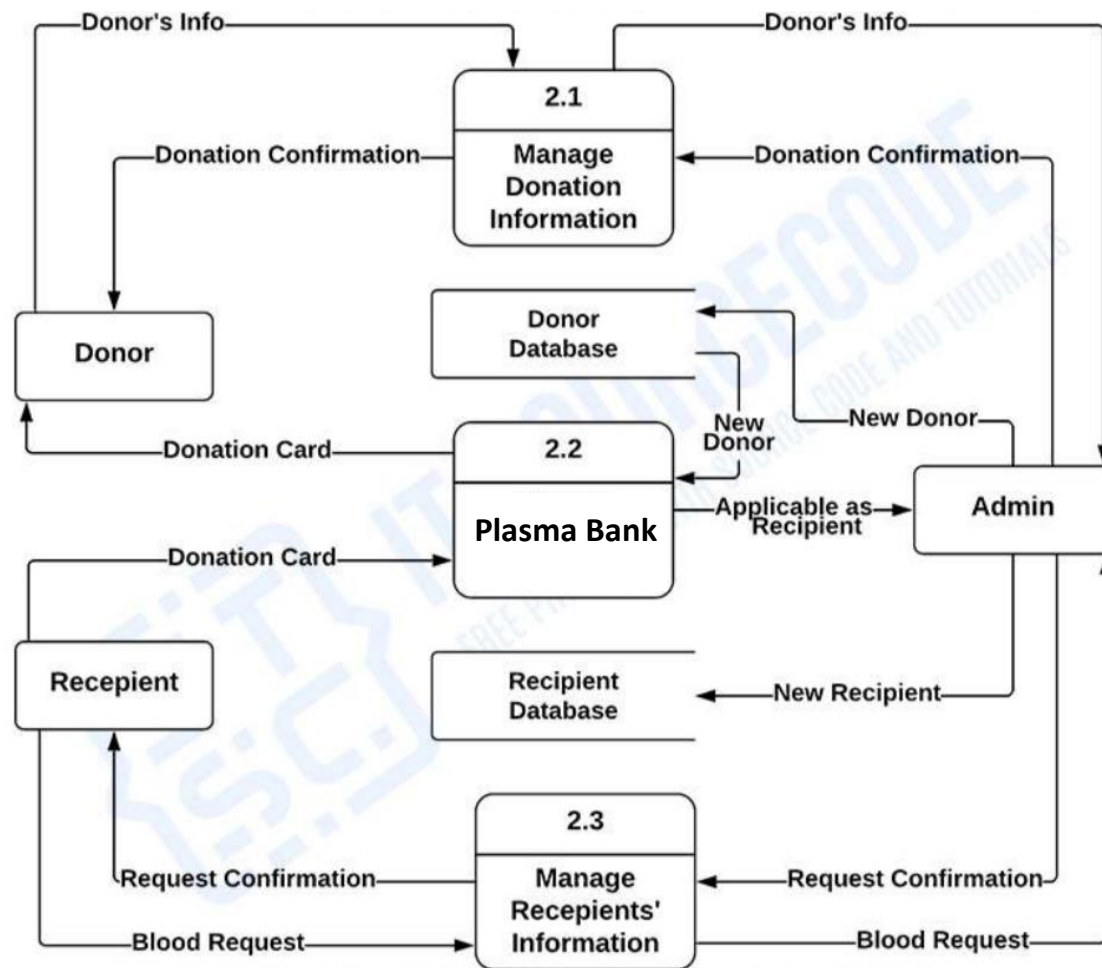 Donor's Info
Donor's Info
2.1
Manage
Donation
Information
Donation Confirmation
Donation Confirmation
Donor
Donor
Database
New Donor
New
Donor
Donation Card
2.2
Plasma Bank
Applicable as
Recipient
Admin
Donation Card
Recepient
Recipient
Database
New Recipient
2.3
Manage
Recepients'
Information
Request Confirmation
Request Confirmation
Blood Request
Blood Request